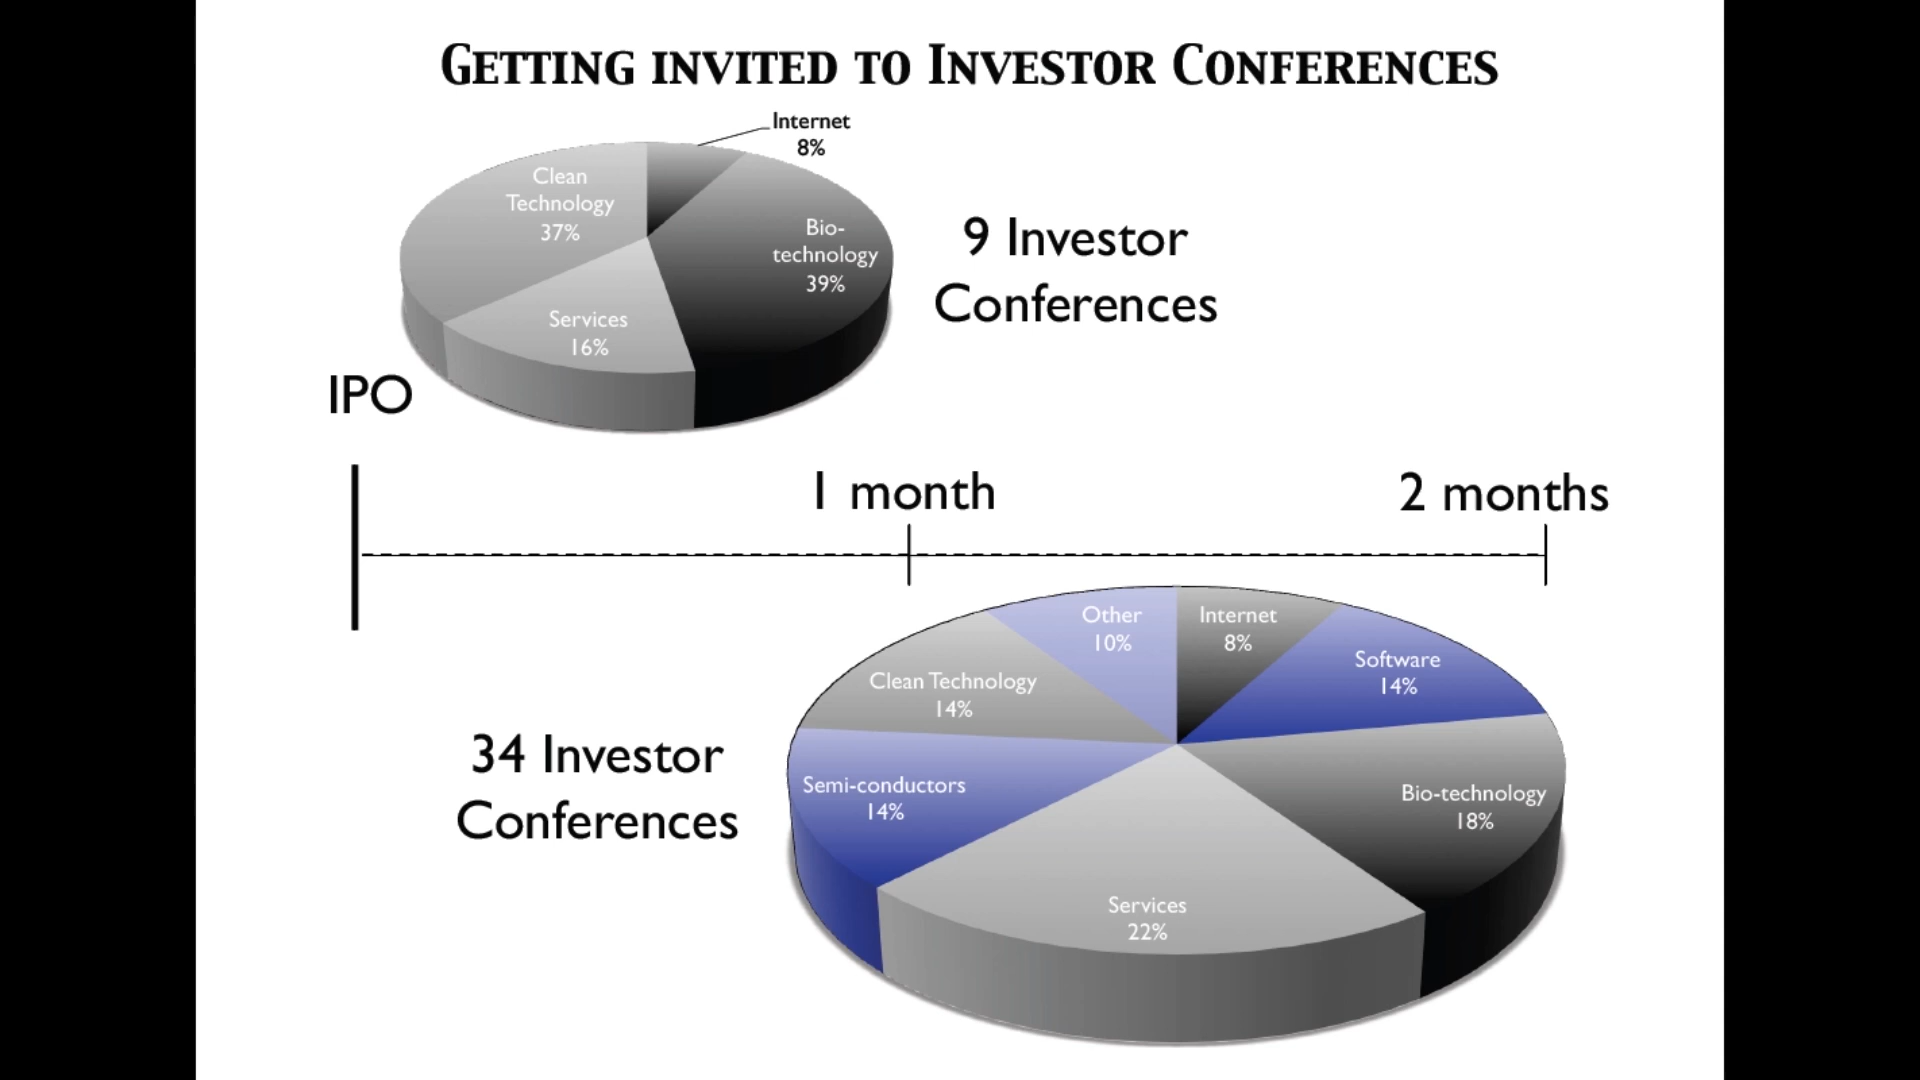 Getting invited to Investor Conferences
Internet
8%
Clean
Technology
37%
Bio-
technology
39%
Services
16%
9 Investor
Conferences
IPO
1 month
2 months
Other
10%
Internet
8%
Software
14%
Clean Technology
14%
Semi-conductors
14%
Bio-technology
18%
Services
22%
34 Investor
Conferences